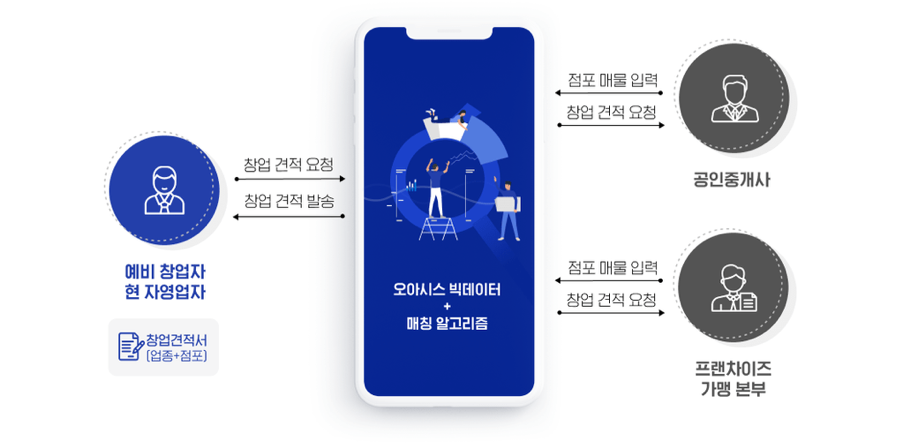 창업 견적 요청
창업 견적 발송
예비 창업자
현 자영업자
창업견적서
(업종+점포)
오아시스 빅데이터
+
매칭 알고리즘
점포 매물 입력
창업 견적 요청
공인중개사
점포 매물 입력
창업 견적 요청
프랜차이즈
가맹 본부